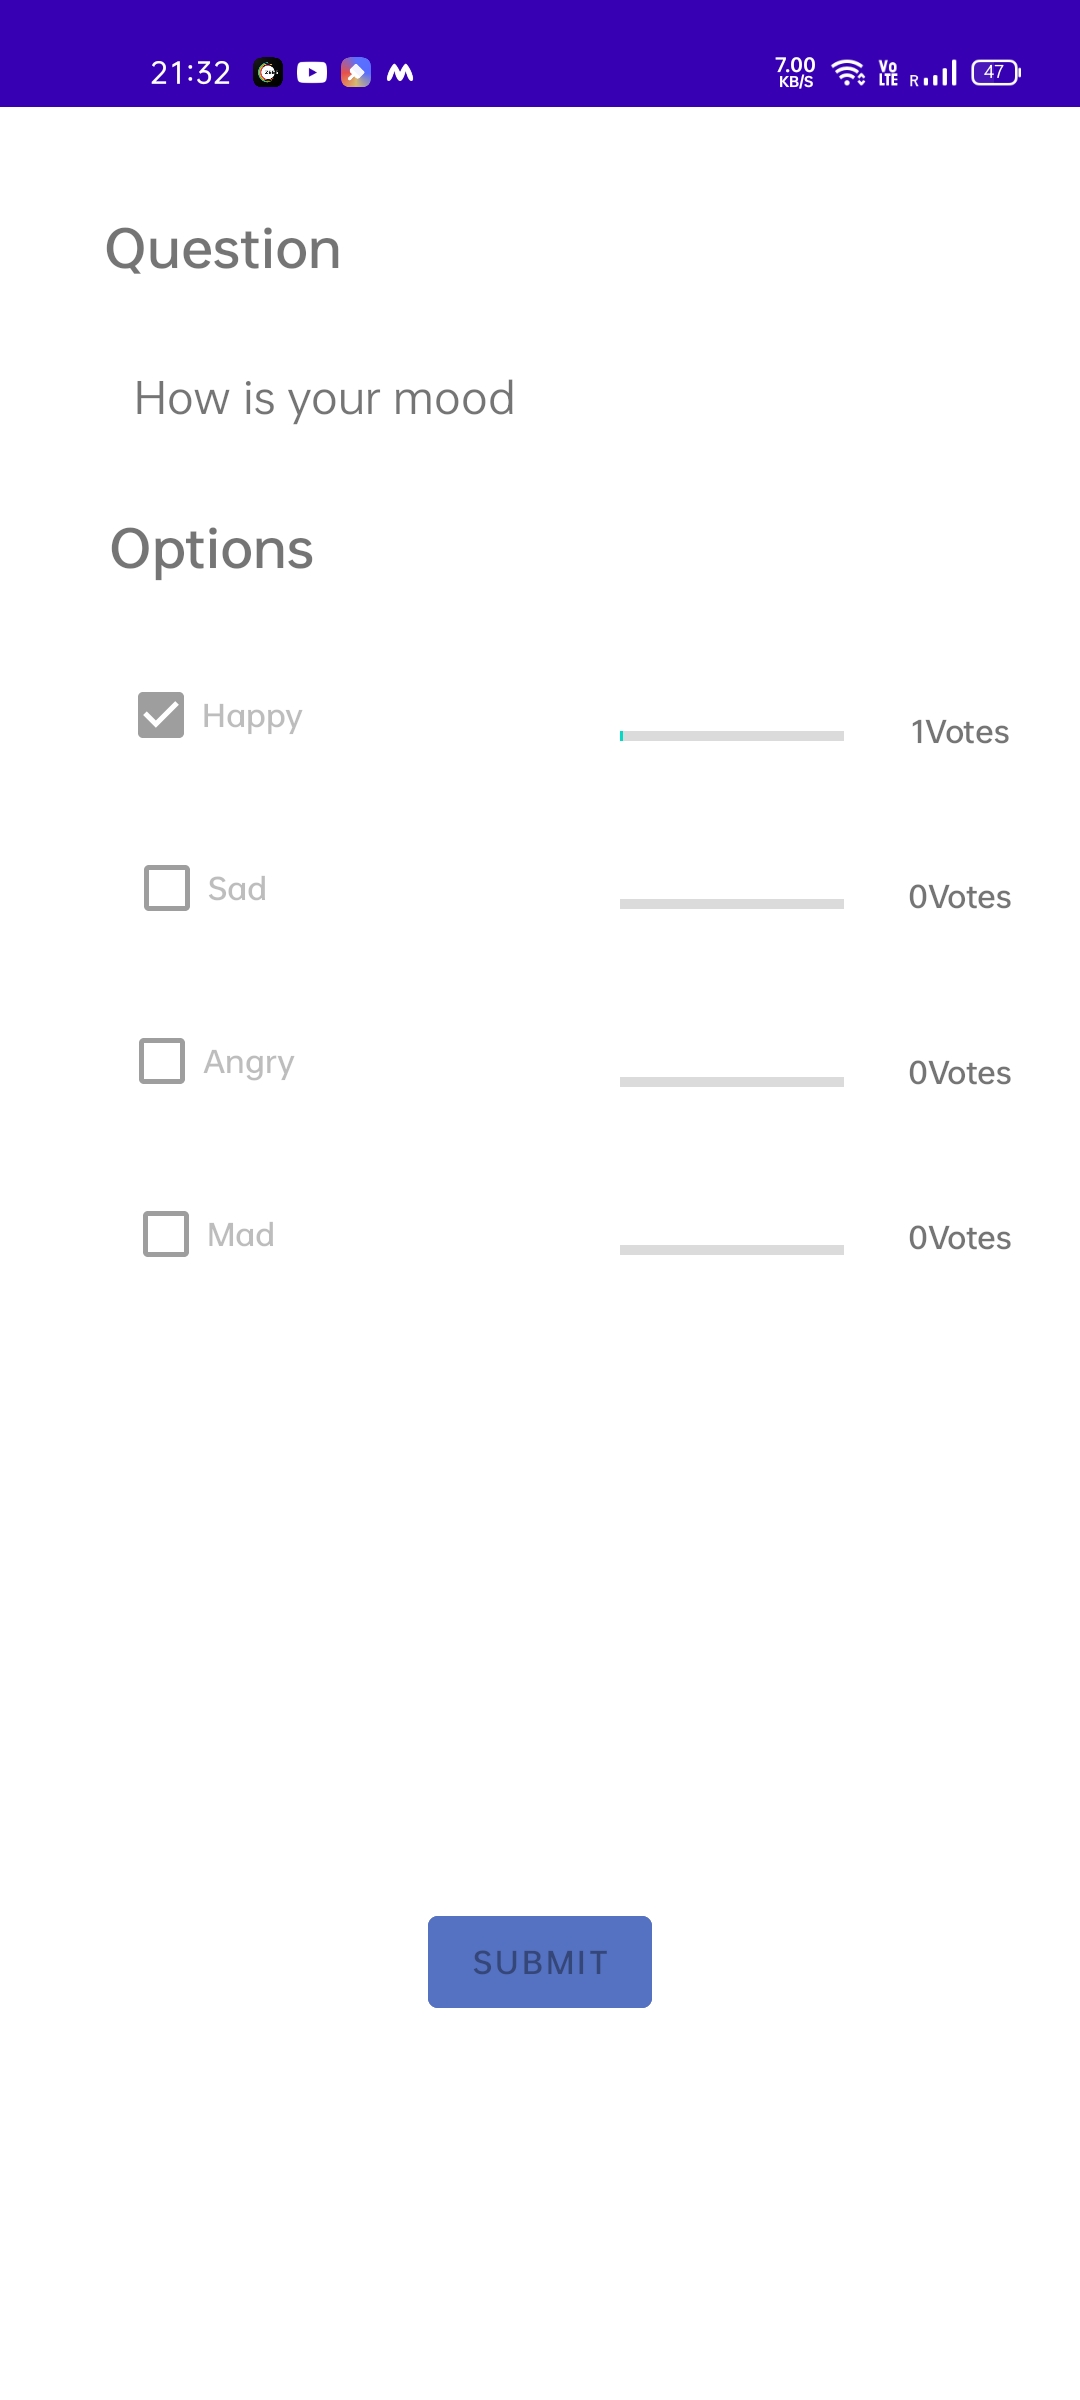 21:32 7.00 KB/S Vo LTE R 47
Question
How is your mood
Options
Happy 1Votes
Sad 0Votes
Angry 0Votes
Mad 0Votes
SUBMIT